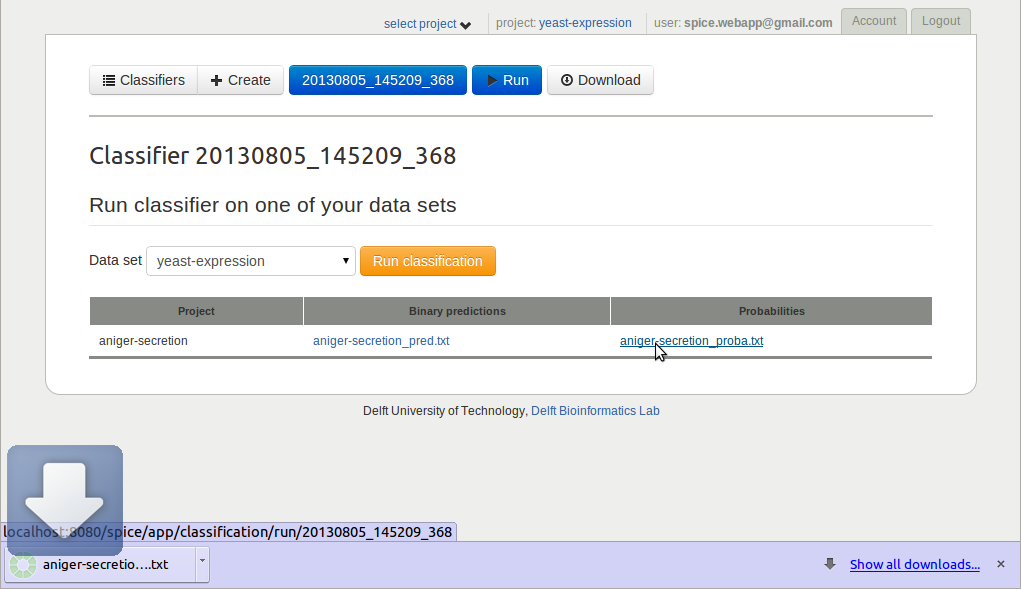 select project project: yeast-expression user: spice.webapp@gmail.com Account Logout
Classifiers Create 20130805_145209_368 Run Download
Classifier 20130805_145209_368
Run classifier on one of your data sets
Data set yeast-expression Run classification
Project Binary predictions Probabilities
aniger-secretion aniger-secretion_pred.txt aniger-secretion_proba.txt
Delft University of Technology, Delft Bioinformatics Lab
localhost:8080/spice/app/classification/run/20130805_145209_368
aniger-secretio....txt Show all downloads...